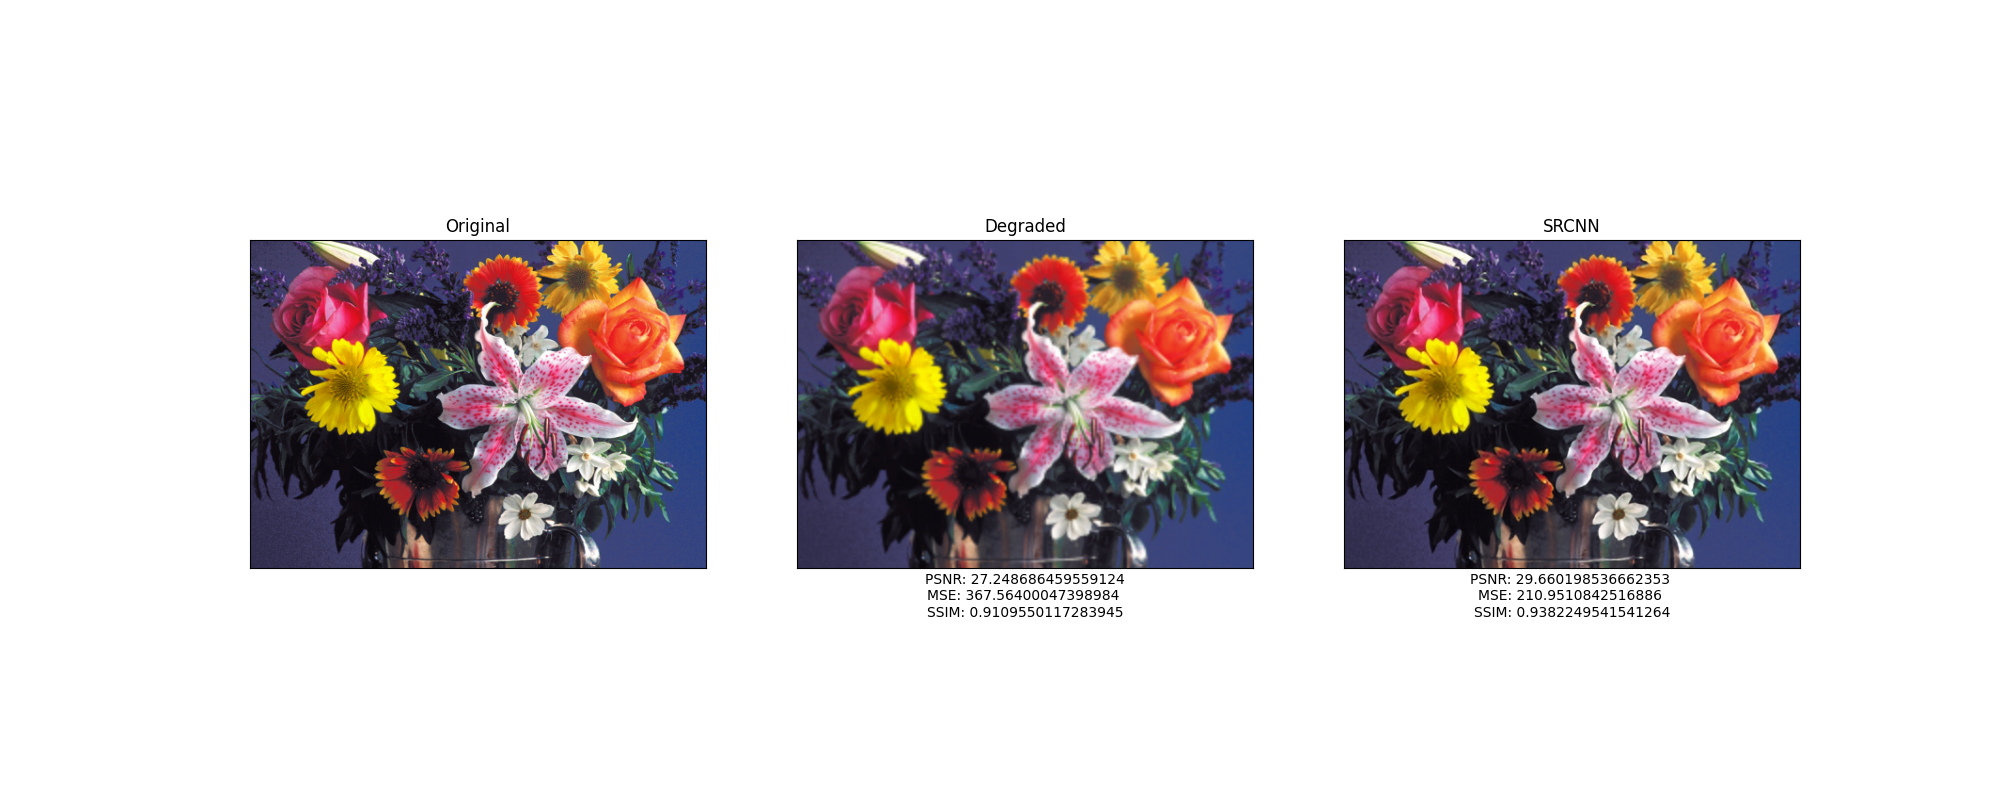 Original
Degraded
SRCNN
PSNR: 27.248686459559124
MSE: 367.56400047398984
SSIM: 0.9109550117283945
PSNR: 29.660198536662353
MSE: 210.9510842516886
SSIM: 0.9382249541541264